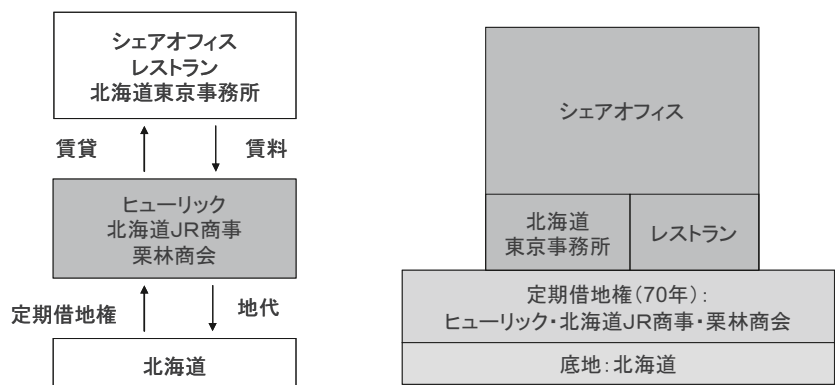 シェアオフィス
レストラン
北海道東京事務所
賃貸
賃料
ヒューリック
北海道JR商事
栗林商会
定期借地権
地代
北海道
シェアオフィス
北海道
東京事務所
レストラン
定期借地権(70年):
ヒューリック・北海道JR商事・栗林商会
底地:北海道